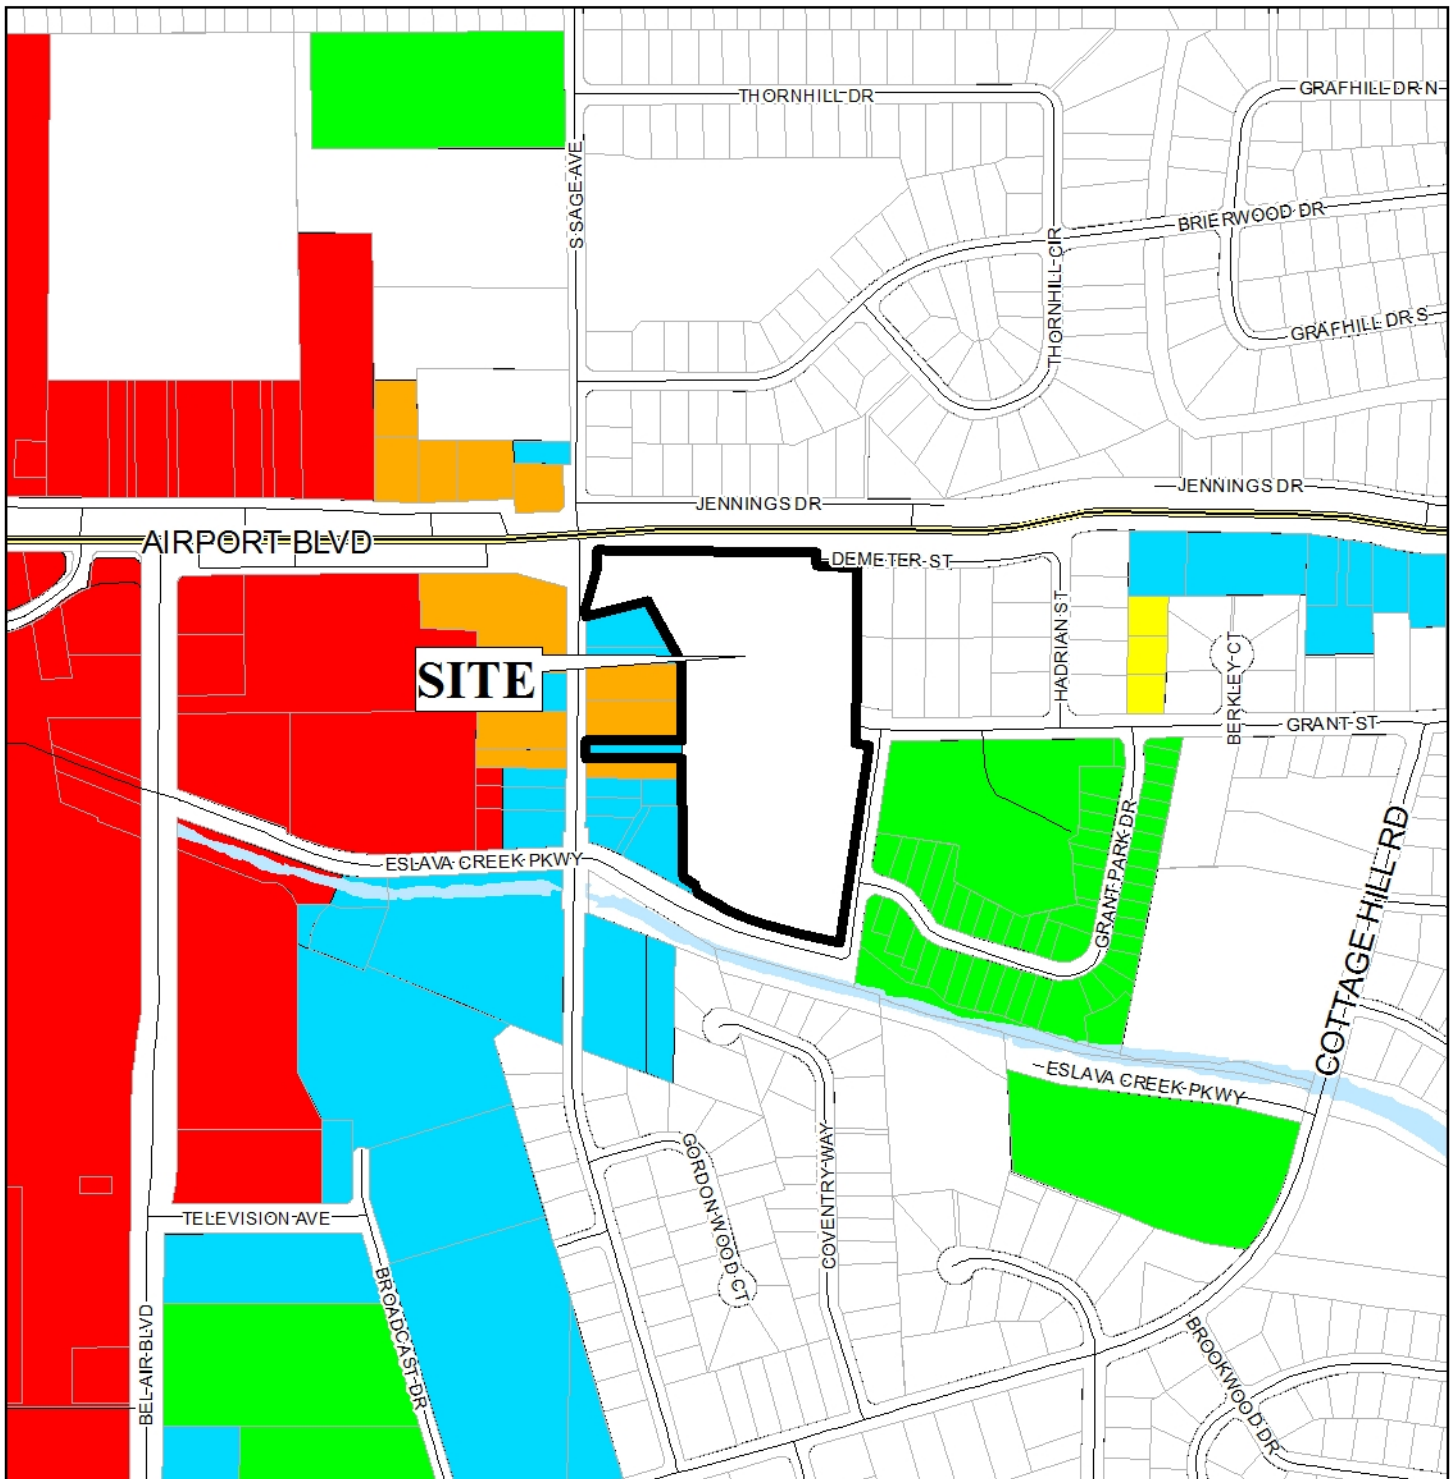 THORNHILL DR
GRAFHILL DR N
S SAGE AVE
BRIERWOOD DR
THORNHILL CIR
GRAFHILL DR S
JENNINGS DR
JENNINGS DR
AIRPORT BLVD
DEMETER ST
HADRIAN ST
BERKLEY CT
SITE
GRANT ST
ESLAVA CREEK PKWY
GRANT PARK DR
COTTAGE HILL RD
ESLAVA CREEK PKWY
GORDON WOOD CT
COVENTRY WAY
TELEVISION AVE
BROADCAST DR
BEL AIR BLVD
BROOKWOOD DR